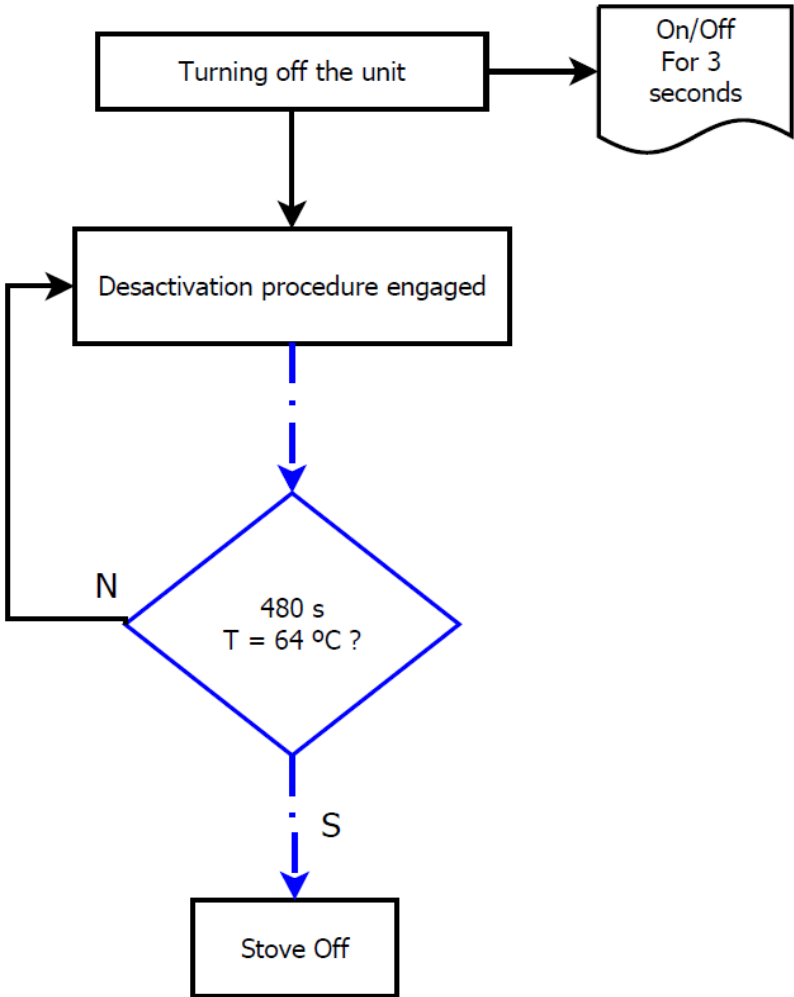 Turning off the unit
On/Off
For 3
seconds
Desactivation procedure engaged
N
480 s
T = 64 ºC ?
S
Stove Off